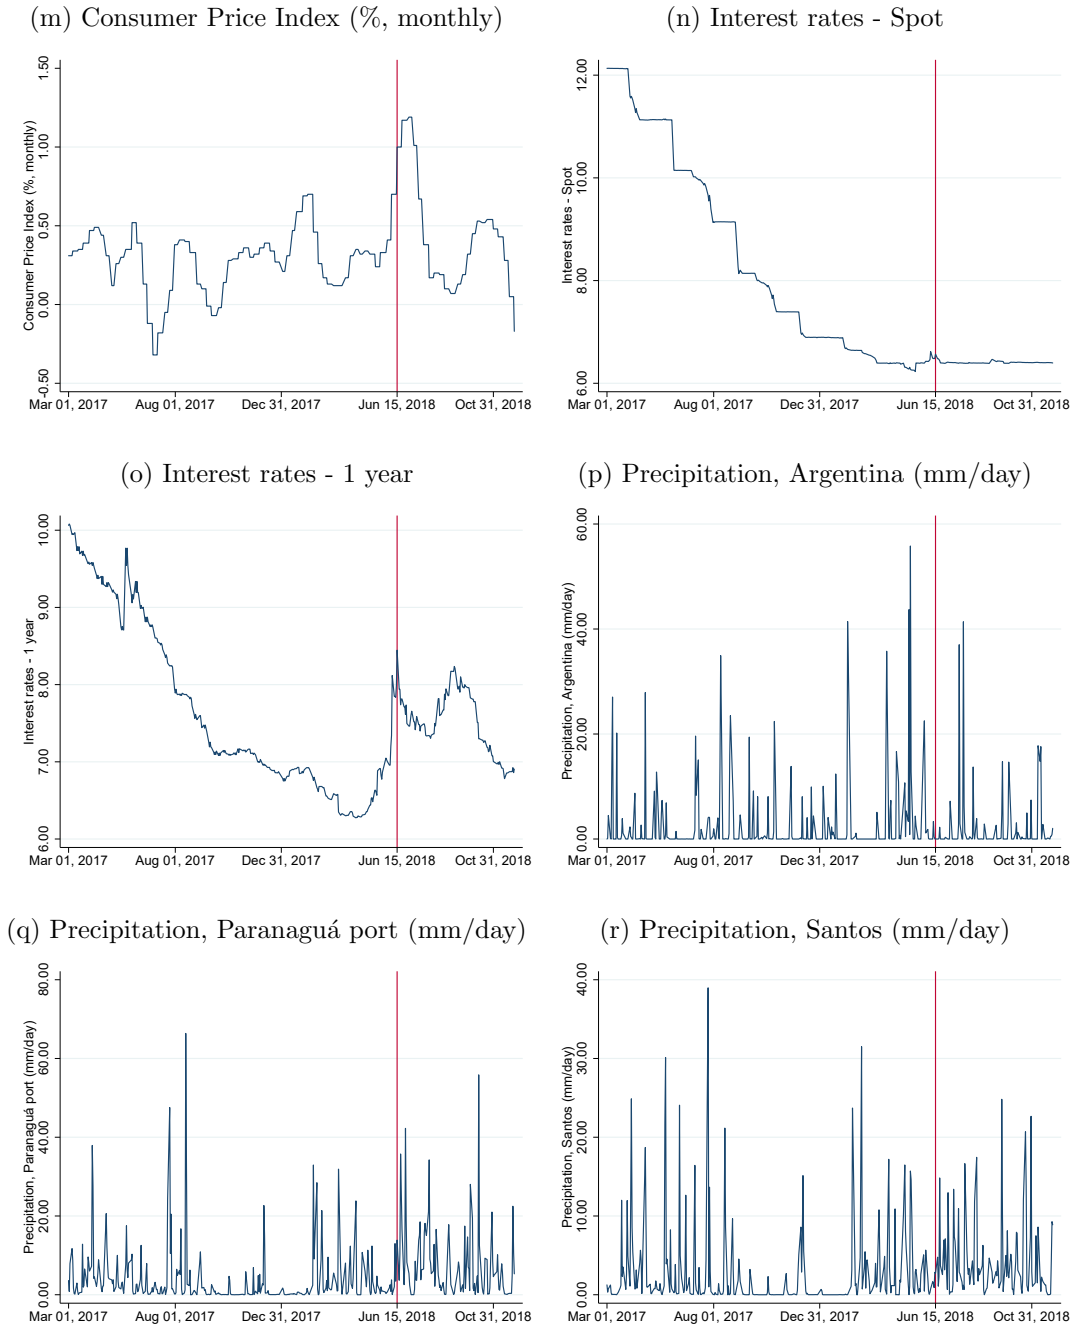 (m) Consumer Price Index (%, monthly)
Consumer Price Index (%, monthly)
1.50
1.00
0.50
0.00
-0.50
Mar 01, 2017 Aug 01, 2017 Dec 31, 2017 Jun 15, 2018 Oct 31, 2018
(n) Interest rates - Spot
Interest rates - Spot
12.00
10.00
8.00
6.00
Mar 01, 2017 Aug 01, 2017 Dec 31, 2017 Jun 15, 2018 Oct 31, 2018
(o) Interest rates - 1 year
Interest rates - 1 year
10.00
9.00
8.00
7.00
6.00
Mar 01, 2017 Aug 01, 2017 Dec 31, 2017 Jun 15, 2018 Oct 31, 2018
(p) Precipitation, Argentina (mm/day)
Precipitation, Argentina (mm/day)
60.00
40.00
20.00
0.00
Mar 01, 2017 Aug 01, 2017 Dec 31, 2017 Jun 15, 2018 Oct 31, 2018
(q) Precipitation, Paranaguá port (mm/day)
Precipitation, Paranaguá port (mm/day)
80.00
60.00
40.00
20.00
0.00
Mar 01, 2017 Aug 01, 2017 Dec 31, 2017 Jun 15, 2018 Oct 31, 2018
(r) Precipitation, Santos (mm/day)
Precipitation, Santos (mm/day)
40.00
30.00
20.00
10.00
0.00
Mar 01, 2017 Aug 01, 2017 Dec 31, 2017 Jun 15, 2018 Oct 31, 2018